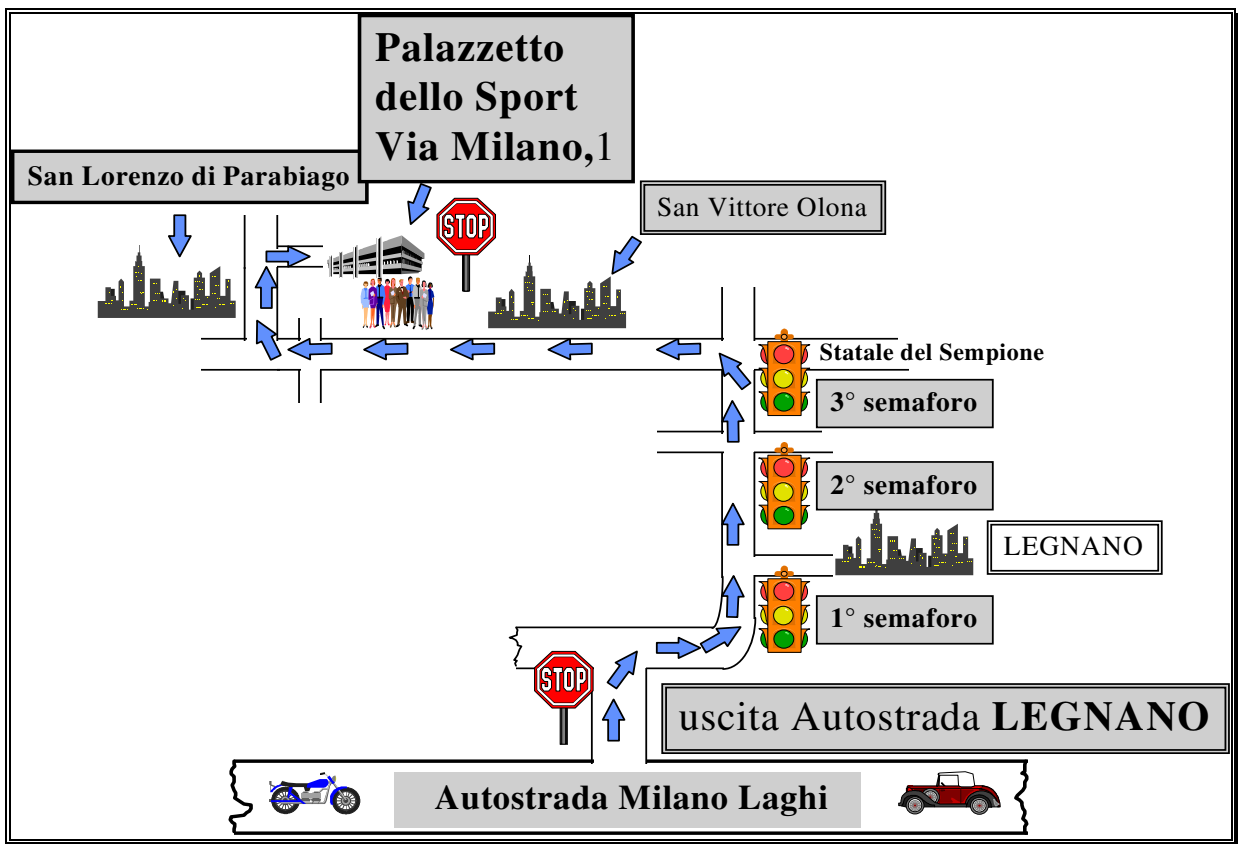 Palazzetto
dello Sport
Via Milano,1
San Lorenzo di Parabiago
STOP
San Vittore Olona
Statale del Sempione
3° semaforo
2° semaforo
LEGNANO
1° semaforo
STOP
uscita Autostrada LEGNANO
Autostrada Milano Laghi